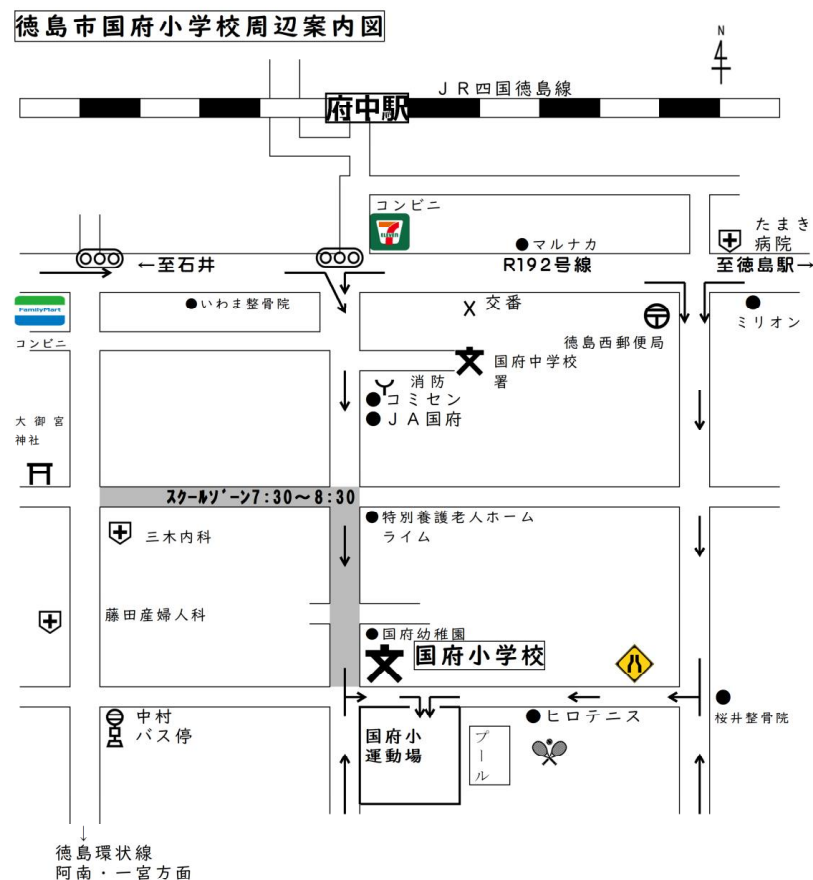 徳島市国府小学校周辺案内図
N
JR四国徳島線
府中駅
コンビニ
7
ELEVEN
たまき
病院
●マルナカ
←至石井
R192号線
至徳島駅→
FamilyMart
コンビニ
●いわま整骨院
X 交番
徳島西郵便局
ミリオン
国府中学校
消防
署
●コミセン
●JA国府
大御宮
神社
スクールゾーン7:30～8:30
●特別養護老人ホーム
ライム
三木内科
藤田産婦人科
●国府幼稚園
文
国府小学校
中村
バス停
国府小
運動場
プール
●ヒロテニス
桜井整骨院
↓
徳島環状線
阿南・一宮方面